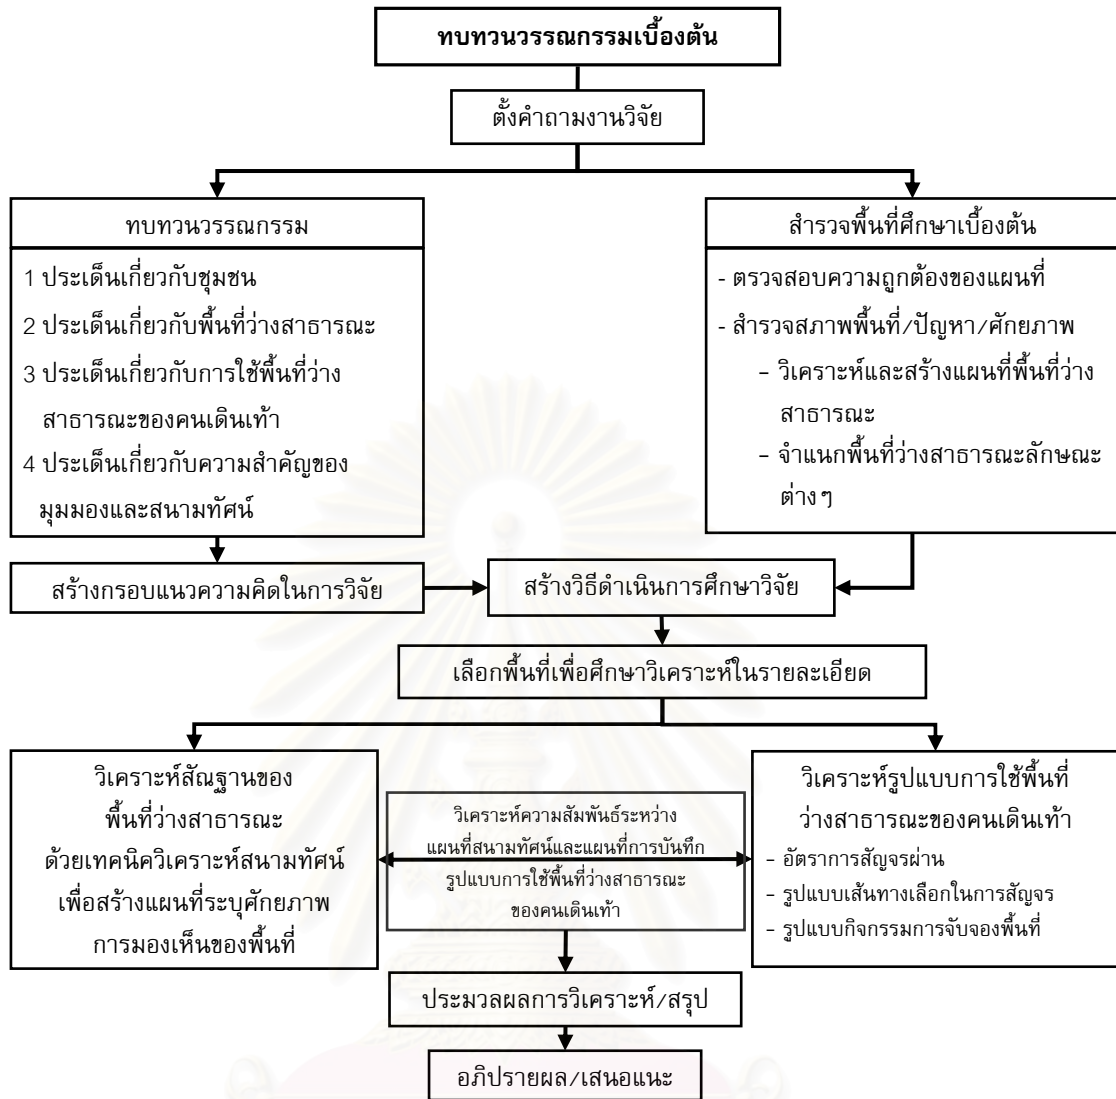 ทบทวนวรรณกรรมเบื้องต้น
ตั้งคำถามงานวิจัย
ทบทวนวรรณกรรม
1 ประเด็นเกี่ยวกับชุมชน
2 ประเด็นเกี่ยวกับพื้นที่ว่างสาธารณะ
3 ประเด็นเกี่ยวกับการใช้พื้นที่ว่าง
สาธารณะของคนเดินเท้า
4 ประเด็นเกี่ยวกับความสำคัญของ
มุมมองและสนามทัศน์
สำรวจพื้นที่ศึกษาเบื้องต้น
- ตรวจสอบความถูกต้องของแผนที่
- สำรวจสภาพพื้นที่/ปัญหา/ศักยภาพ
- วิเคราะห์และสร้างแผนที่พื้นที่ว่าง
สาธารณะ
- จำแนกพื้นที่ว่างสาธารณะลักษณะ
ต่างๆ
สร้างกรอบแนวความคิดในการวิจัย
สร้างวิธีดำเนินการศึกษาวิจัย
เลือกพื้นที่เพื่อศึกษาวิเคราะห์ในรายละเอียด
วิเคราะห์สัณฐานของ
พื้นที่ว่างสาธารณะ
ด้วยเทคนิควิเคราะห์สนามทัศน์
เพื่อสร้างแผนที่ระบุศักยภาพ
การมองเห็นของพื้นที่
วิเคราะห์ความสัมพันธ์ระหว่าง
แผนที่สนามทัศน์และแผนที่การบันทึก
รูปแบบการใช้พื้นที่ว่างสาธารณะ
ของคนเดินเท้า
วิเคราะห์รูปแบบการใช้พื้นที่
ว่างสาธารณะของคนเดินเท้า
- อัตราการสัญจรผ่าน
- รูปแบบเส้นทางเลือกในการสัญจร
- รูปแบบกิจกรรมการจับจองพื้นที่
ประมวลผลการวิเคราะห์/สรุป
อภิปรายผล/เสนอแนะ